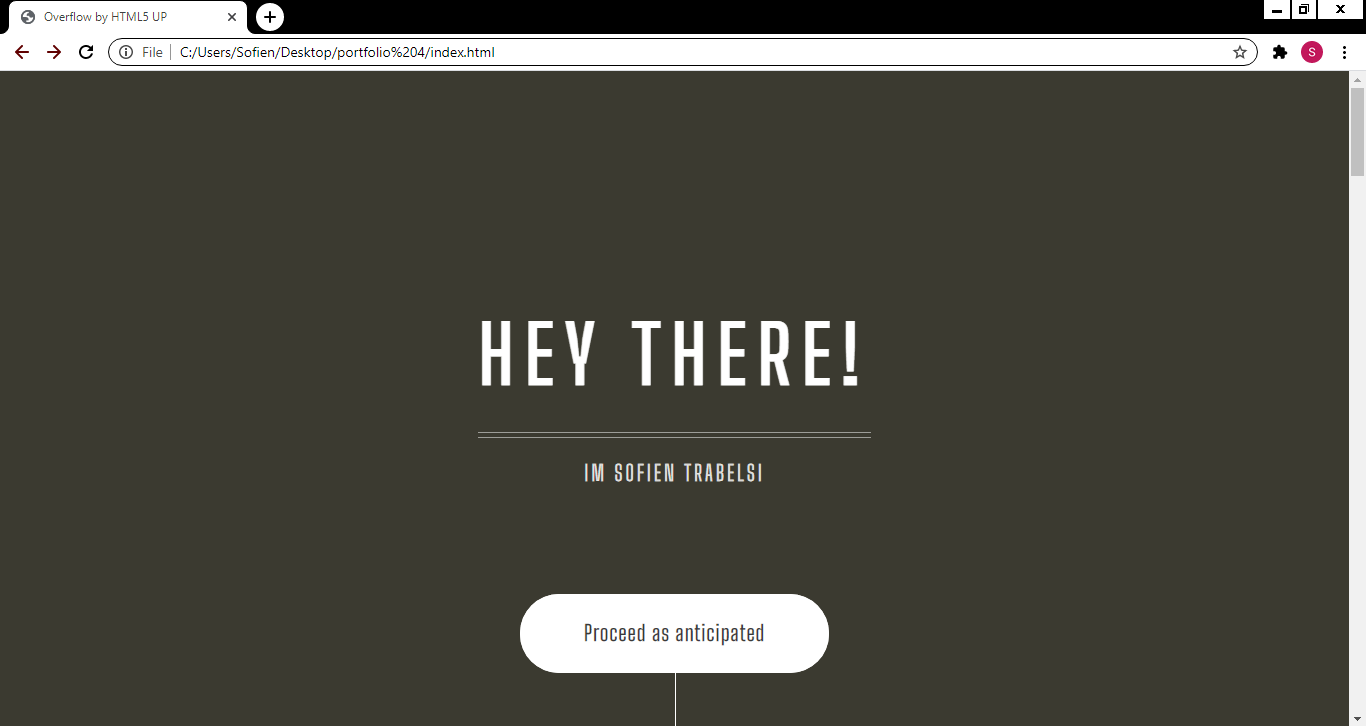 Overflow by HTML5 UP
File C:/Users/Sofien/Desktop/portfolio%204/index.html
S
HEY THERE!
IM SOFIEN TRABELSI
Proceed as anticipated